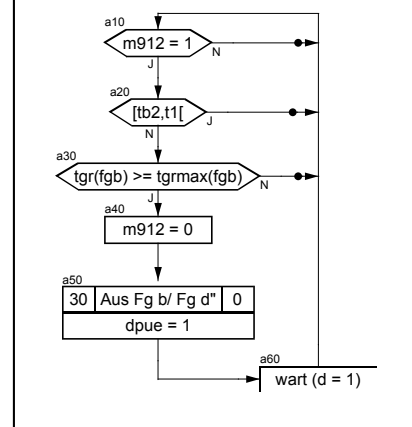 a10
m912 = 1
N
J
a20
[tb2,t1[
J
N
a30
tgr(fgb) >= tgrmax(fgb)
N
J
a40
m912 = 0
a50
30 Aus Fg b/ Fg d" 0
dpue = 1
a60
wart (d = 1)